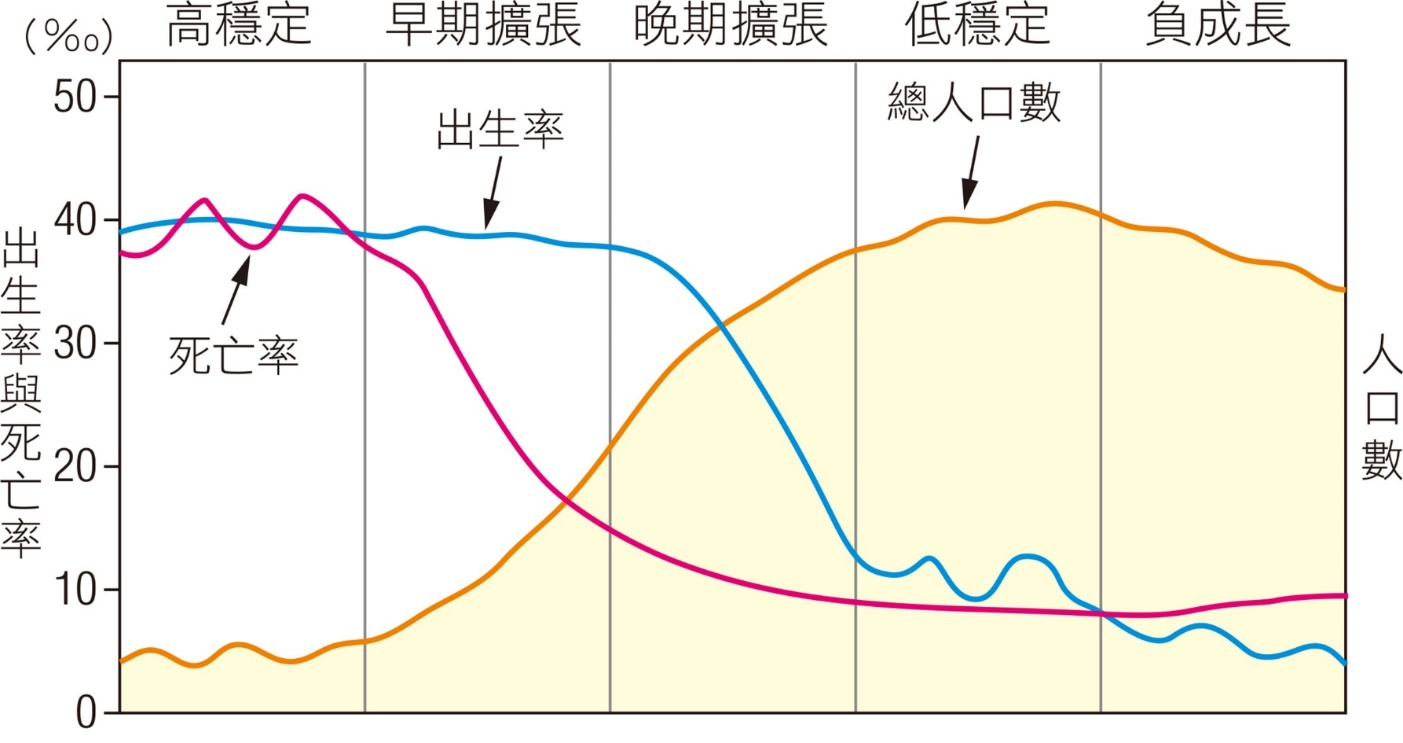 高穩定
早期擴張
晚期擴張
低穩定
負成長
(‰)
50
40
30
20
10
0
出生率
死亡率
總人口數
出生率與死亡率
人口數